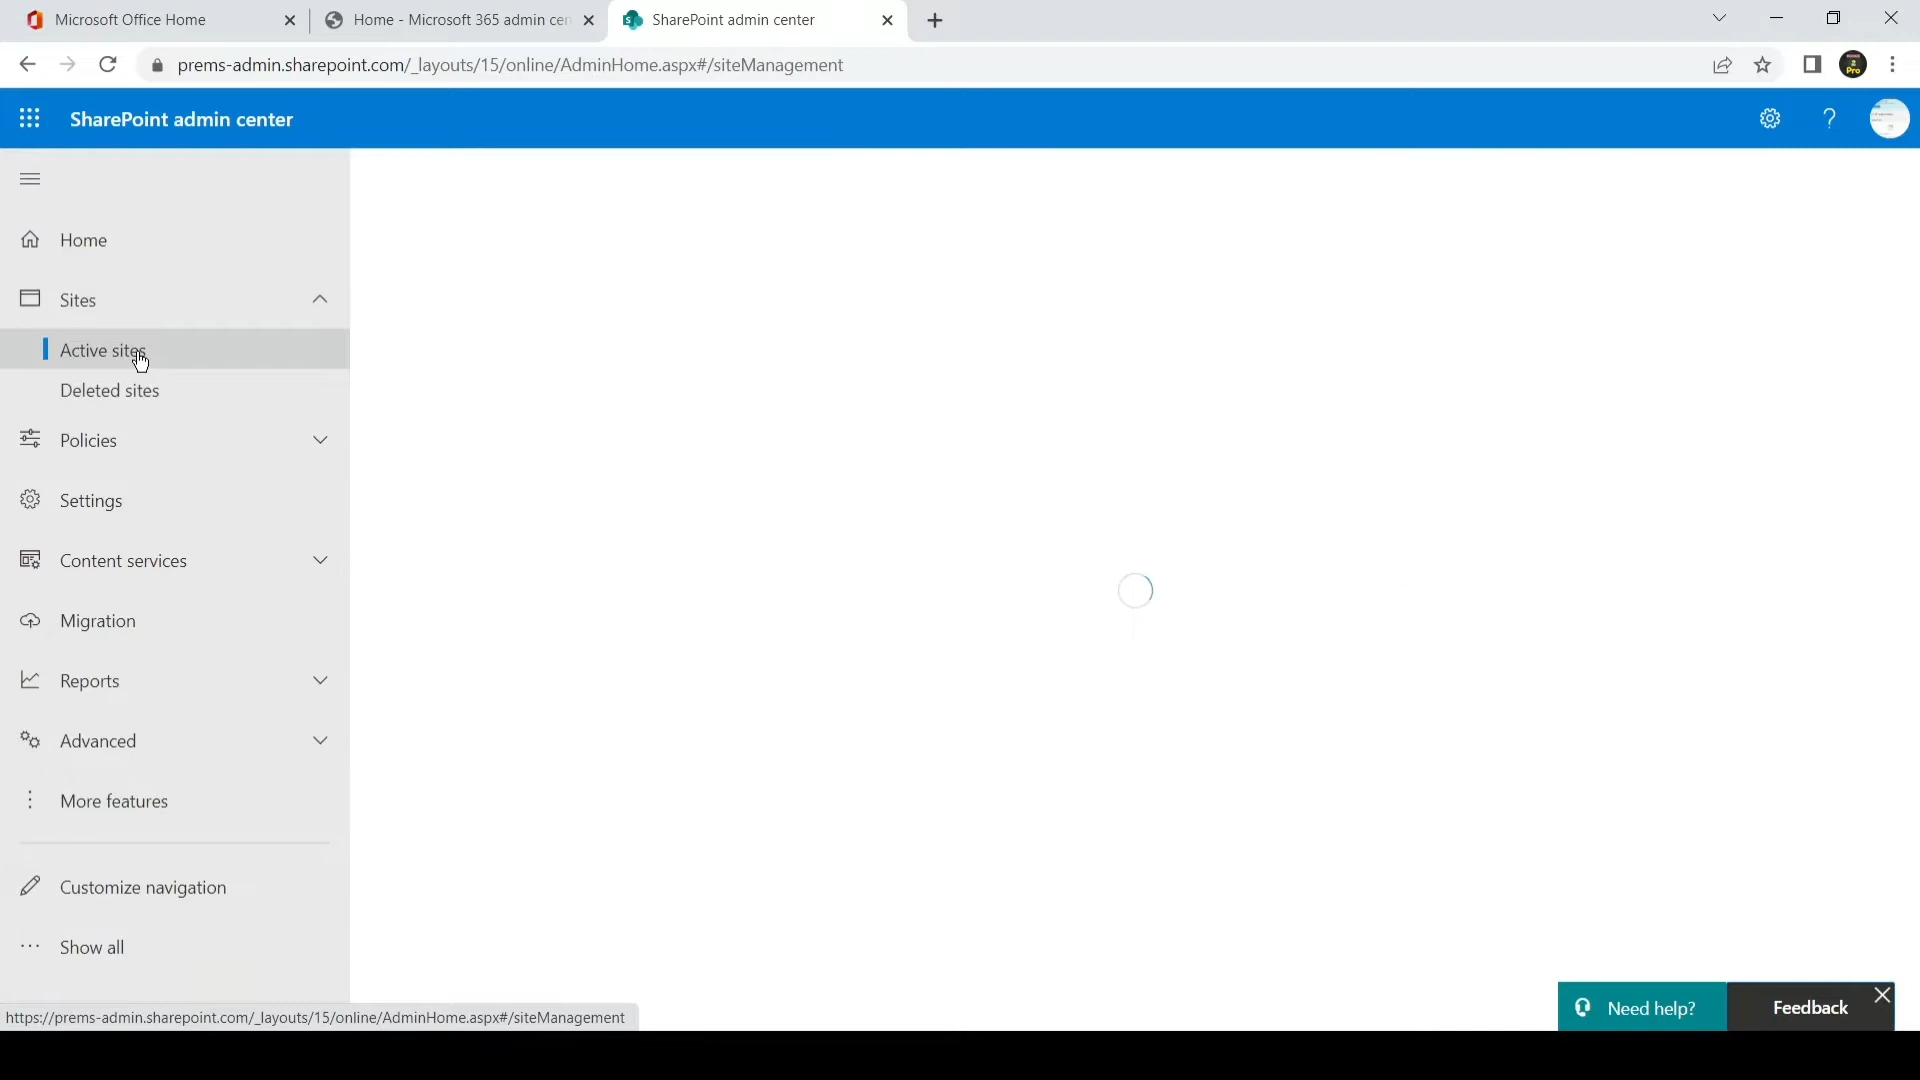 Microsoft Office Home
Home - Microsoft 365 admin cen
SharePoint admin center
prems-admin.sharepoint.com/_layouts/15/online/AdminHome.aspx#/siteManagement
2
Pro
SharePoint admin center
Home
Sites
Active sites
Deleted sites
Policies
Settings
Content services
Migration
Reports
Advanced
More features
Customize navigation
Show all
https://prems-admin.sharepoint.com/_layouts/15/online/AdminHome.aspx#/siteManagement
Need help?
Feedback